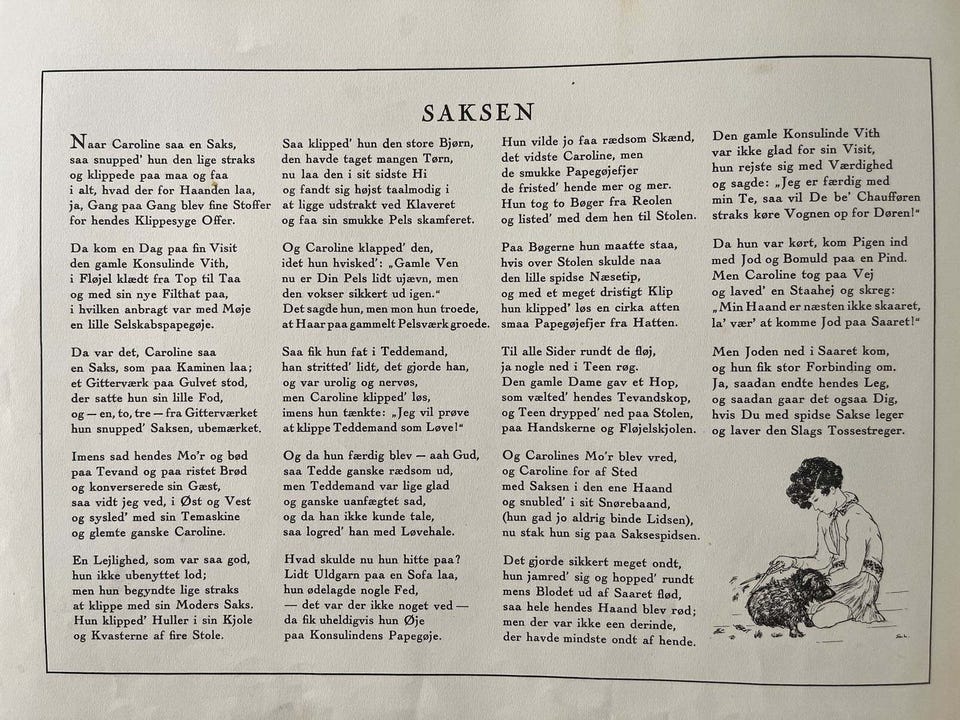 SAKSEN
Naar Caroline saa en Saks,
saa snupped' hun den lige straks
og klippede paa maa og faa
i alt, hvad der for Haanden laa,
ja, Gang paa Gang blev fine Stoffer
for hendes Klippesyge Offer.
Da kom en Dag paa fin Visit
den gamle Konsulinde Vith,
i Fløjel klædt fra Top til Taa
og med sin nye Filthat paa,
i hvilken anbragt var med Møje
en lille Selskabspapegøje.
Da var det, Caroline saa
en Saks, som paa Kaminen laa;
et Gitterværk paa Gulvet stod,
der satte hun sin lille Fod,
og — en, to, tre — fra Gitterværket
hun snupped' Saksen, ubemærket.
Imens sad hendes Mo'r og bød
paa Tevand og paa ristet Brød
og konverserede sin Gæst,
saa vidt jeg ved, i Øst og Vest
og sysled' med sin Temaskine
og glemte ganske Caroline.
En Lejlighed, som var saa god,
hun ikke ubenyttet lod;
men hun begyndte lige straks
at klippe med sin Moders Saks.
Hun klipped' Huller i sin Kjole
og Kvasterne af fire Stole.
Saa klipped' hun den store Bjørn,
den havde taget mangen Tørn,
nu laa den i sit sidste Hi
og fandt sig højst taalmodig i
at ligge udstrakt ved Klaveret
og faa sin smukke Pels skamferet.
Og Caroline klapped' den,
idet hun hvisked': „Gamle Ven
nu er Din Pels lidt ujævn, men
den vokser sikkert ud igen.“
Det sagde hun, men mon hun troede,
at Haar paa gammelt Pelsværk groede.
Saa fik hun fat i Teddemand,
han stritted' lidt, det gjorde han,
og var urolig og nervøs,
men Caroline klipped' løs,
imens hun tænkte: „Jeg vil prøve
at klippe Teddemand som Løve!“
Og da hun færdig blev — aah Gud,
saa Tedde ganske rædsom ud,
men Teddemand var lige glad
og ganske uanfægtet sad,
og da han ikke kunde tale,
saa logred' han med Løvehale.
Hvad skulde nu hun hitte paa?
Lidt Uldgarn paa en Sofa laa,
hun ødelagde nogle Fed,
— det var der ikke noget ved —
da fik uheldigvis hun Øje
paa Konsulindens Papegøje.
Hun vilde jo faa rædsom Skænd,
det vidste Caroline, men
de smukke Papegøjefjer
de fristed' hende mer og mer.
Hun tog to Bøger fra Reolen
og listed' med dem hen til Stolen.
Paa Bøgerne hun maatte staa,
hvis over Stolen skulde naa
den lille spidse Næsetip,
og med et meget dristigt Klip
hun klipped' løs en cirka atten
smaa Papegøjefjer fra Hatten.
Til alle Sider rundt de fløj,
ja nogle ned i Teen røg.
Den gamle Dame gav et Hop,
som vælted' hendes Tevandskop,
og Teen drypped' ned paa Stolen,
paa Handskerne og Fløjelskjolen.
Og Carolines Mo'r blev vred,
og Caroline for af Sted
med Saksen i den ene Haand
og snubled' i sit Snørebaand,
(hun gad jo aldrig binde Lidsen),
nu stak hun sig paa Saksespidsen.
Det gjorde sikkert meget ondt,
hun jamred' sig og hopped' rundt
mens Blodet ud af Saaret flød,
saa hele hendes Haand blev rød;
men der var ikke en derinde,
der havde mindste ondt af hende.
Den gamle Konsulinde Vith
var ikke glad for sin Visit,
hun rejste sig med Værdighed
og sagde: „Jeg er færdig med
min Te, saa vil De be' Chaufføren
straks køre Vognen op for Døren!“
Da hun var kørt, kom Pigen ind
med Jod og Bomuld paa en Pind.
Men Caroline tog paa Vej
og laved' en Staahej og skreg:
„Min Haand er næsten ikke skaaret,
la' vær' at komme Jod paa Saaret!“
Men Joden ned i Saaret kom,
og hun fik stor Forbinding om.
Ja, saadan endte hendes Leg,
og saadan gaar det ogsaa Dig,
hvis Du med spidse Sakse leger
og laver den Slags Tossestreger.